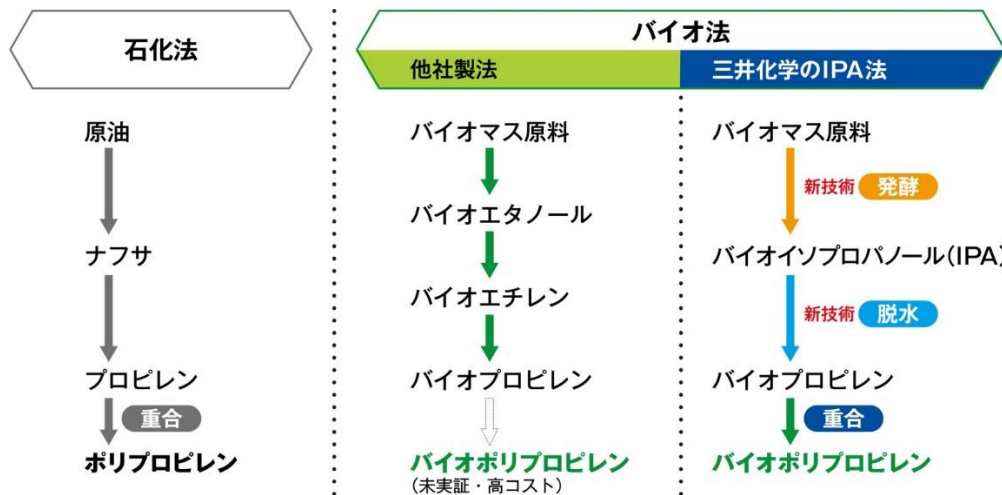 石化法
原油
ナフサ
プロピレン
重合
ポリプロピレン
バイオ法
他社製法
バイオマス原料
バイオエタノール
バイオエチレン
バイオプロピレン
バイオポリプロピレン
(未実証・高コスト)
三井化学のIPA法
バイオマス原料
新技術 発酵
バイオイソプロパノール(IPA)
新技術 脱水
バイオプロピレン
重合
バイオポリプロピレン